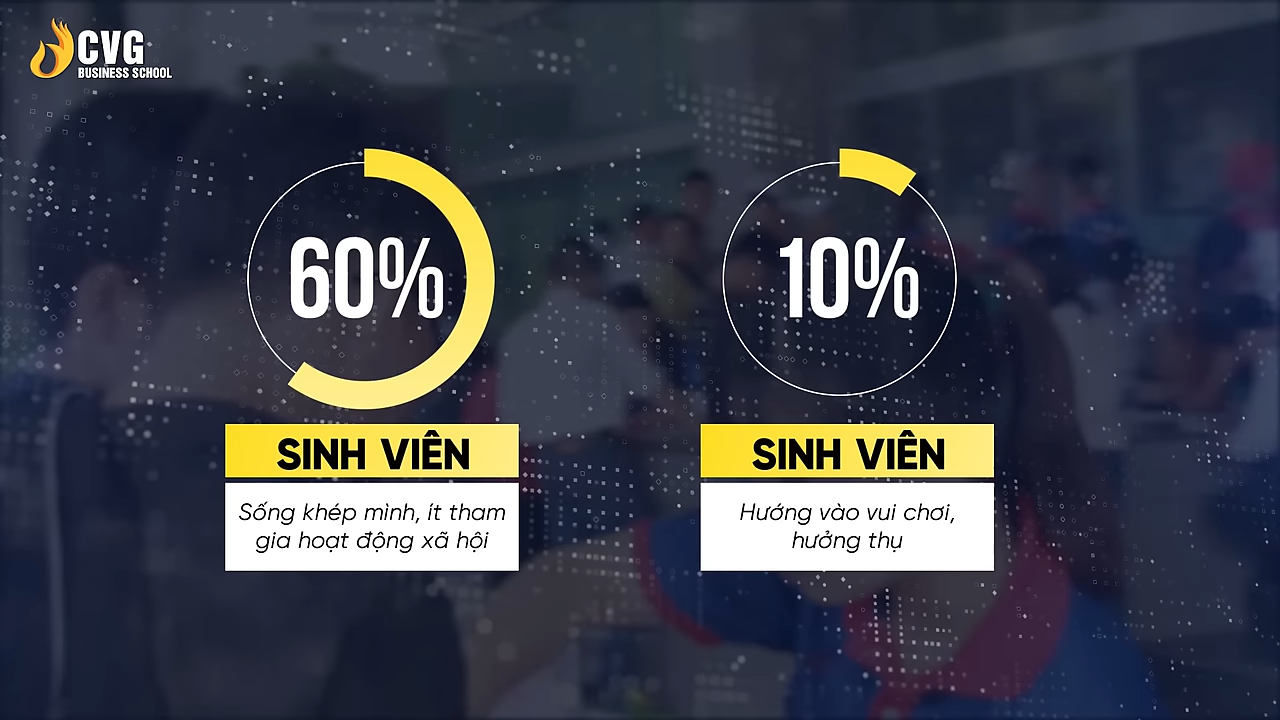 CVG
BUSINESS SCHOOL
60%
SINH VIÊN
Sống khép mình, ít tham
gia hoạt động xã hội
10%
SINH VIÊN
Hướng vào vui chơi,
hưởng thụ